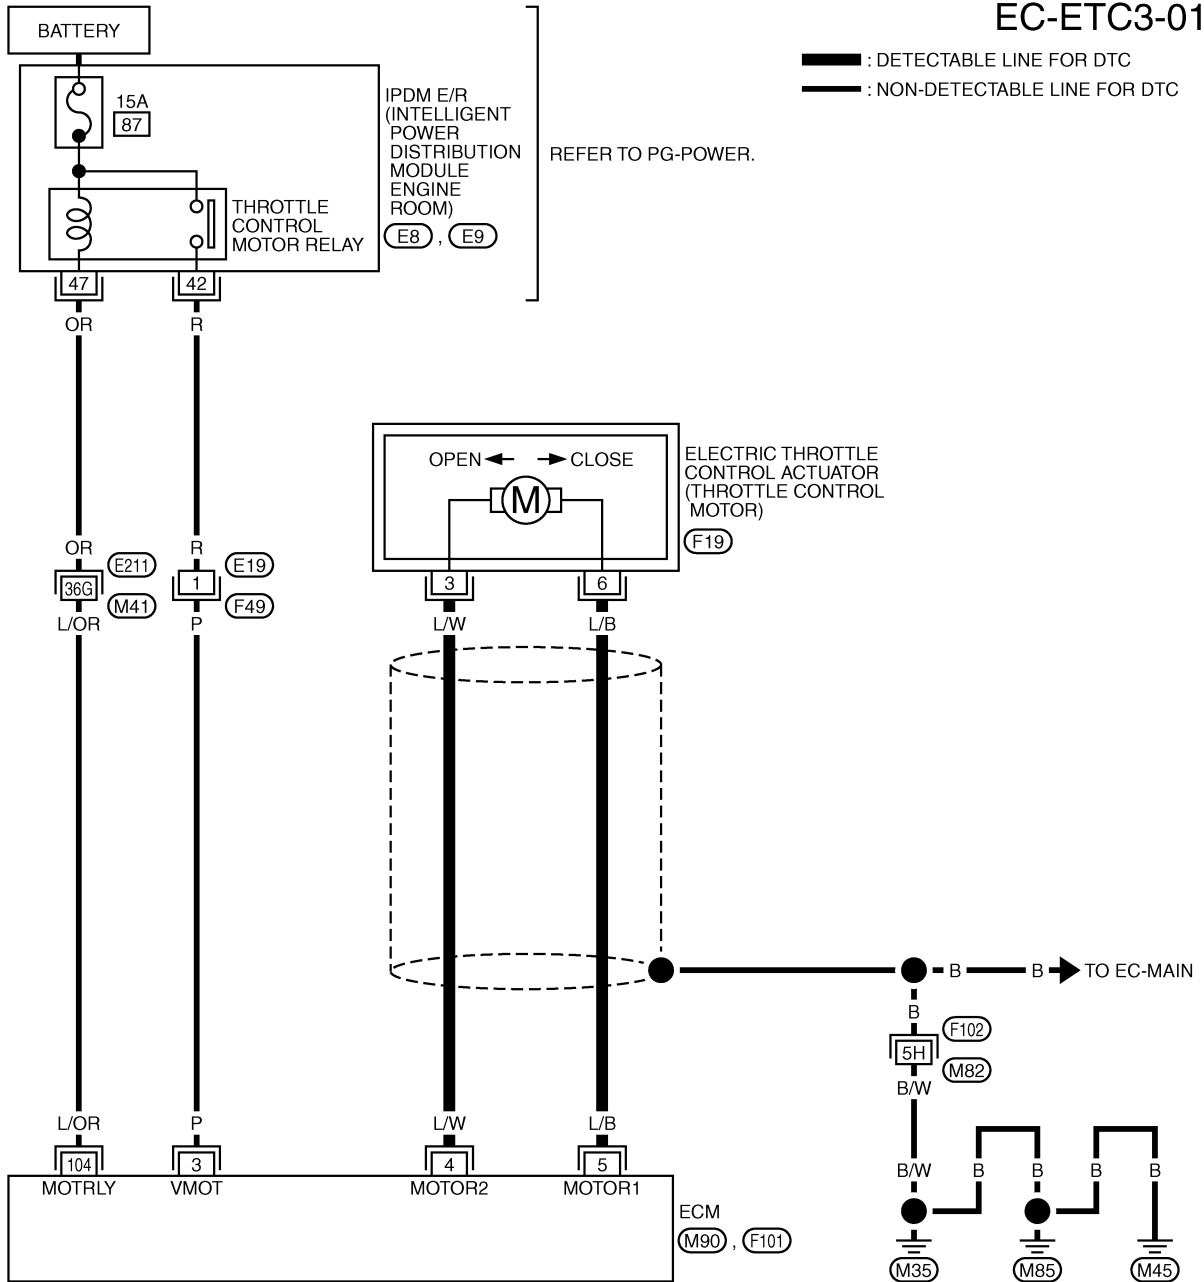 EC-ETC3-01
BATTERY
: DETECTABLE LINE FOR DTC
: NON-DETECTABLE LINE FOR DTC
15A
87
IPDM E/R
(INTELLIGENT
POWER
DISTRIBUTION
MODULE
ENGINE
ROOM)
E8 , E9
REFER TO PG-POWER.
THROTTLE
CONTROL
MOTOR RELAY
47
42
OR
R
OPEN
CLOSE
M
ELECTRIC THROTTLE
CONTROL ACTUATOR
(THROTTLE CONTROL
MOTOR)
F19
OR
R
E211
E19
36G
1
3
6
M41
F49
L/OR
P
L/W
L/B
B
B
TO EC-MAIN
B
F102
5H
M82
B/W
L/OR
P
L/W
L/B
104
3
4
5
MOTRLY
VMOT
MOTOR2
MOTOR1
ECM
M90 , F101
B/W
B
B
B
B
M35
M85
M45